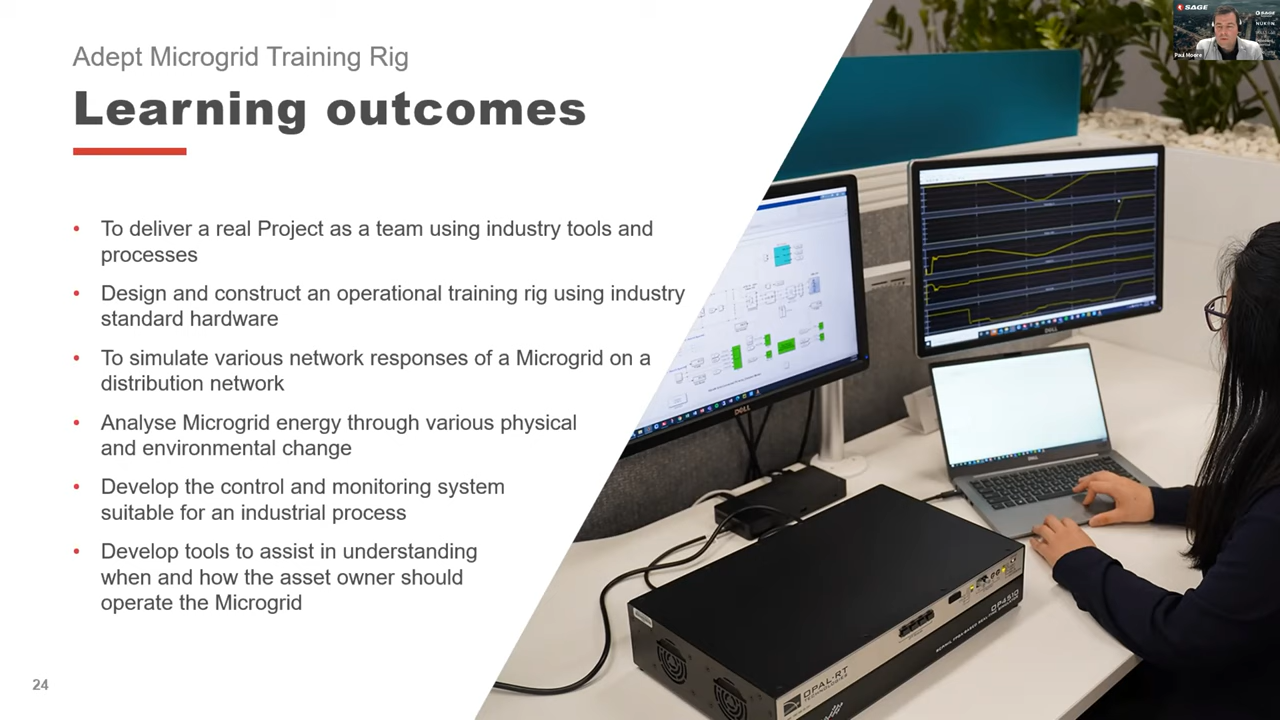 Adept Microgrid Training Rig
Learning outcomes
• To deliver a real Project as a team using industry tools and
processes
• Design and construct an operational training rig using industry
standard hardware
• To simulate various network responses of a Microgrid on a
distribution network
• Analyse Microgrid energy through various physical
and environmental change
• Develop the control and monitoring system
suitable for an industrial process
• Develop tools to assist in understanding
when and how the asset owner should
operate the Microgrid
24
SAGE
SAGE
Paul Moore
DELL
DELL
DELL
OP4510
OPAL-RT
TECHNOLOGIES